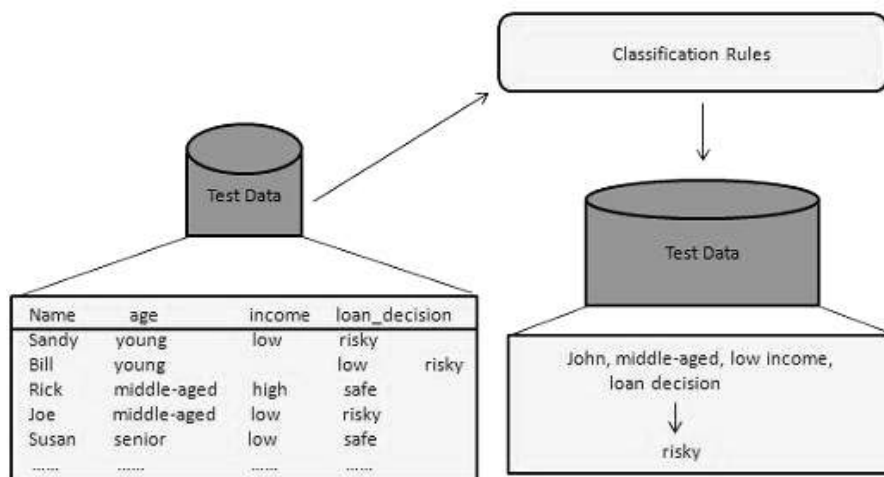 Classification Rules
Test Data
Name age income loan_decision
Sandy young low risky
Bill young low risky
Rick middle-aged high safe
Joe middle-aged low risky
Susan senior low safe
...... ...... ...... ......
Test Data
John, middle-aged, low income,
loan decision
risky